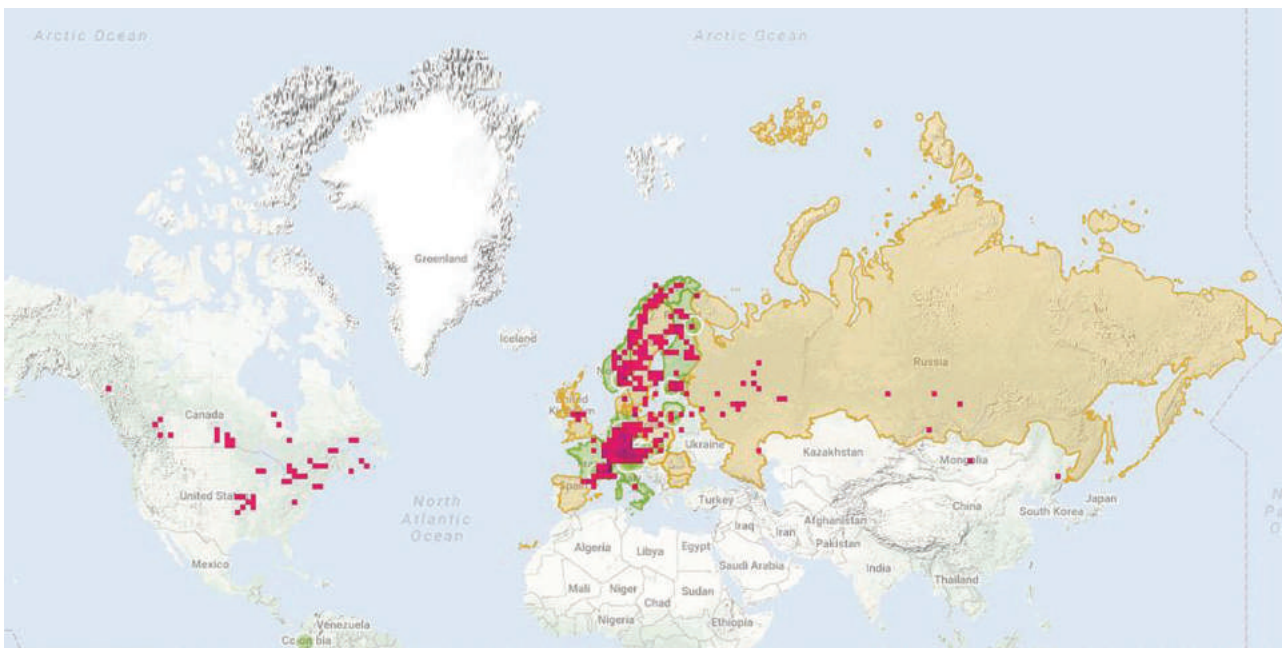 Arctic Ocean
Arctic Ocean
Greenland
Iceland
Russia
Canada
United
Kingdom
Ukraine
Kazakhstan
Mongolia
United States
North
Atlantic
Ocean
Spain
Turkey
China
Japan
South Korea
Iraq
Iran
Afghanistan
Pakistan
Algeria
Libya
Egypt
Saudi Arabia
India
Mexico
Mali
Niger
Chad
Sudan
Thailand
Nigeria
Ethiopia
Venezuela